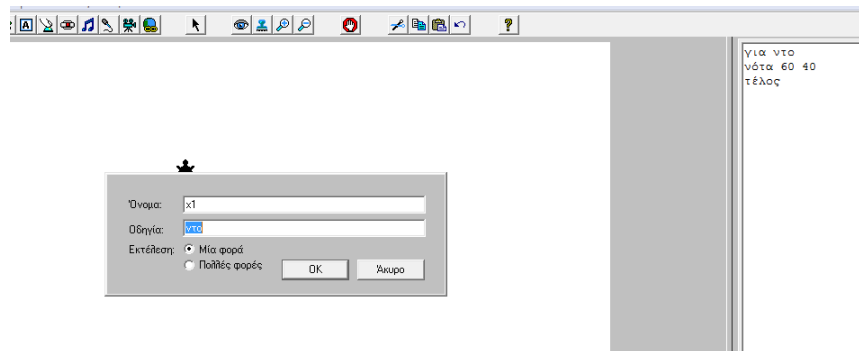 για ντο
νότα 60 40
τέλος
Όνομα: x1
Οδηγία: ντο
Εκτέλεση: Μία φορά
Πολλές φορές
OK Άκυρο